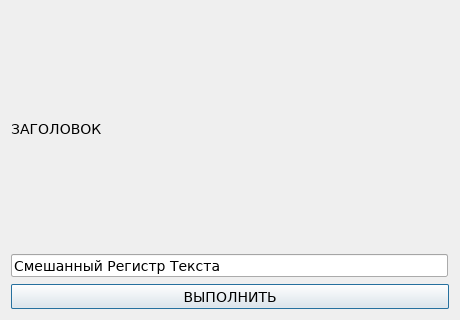 ЗАГОЛОВОК
Смешанный Регистр Текста
ВЫПОЛНИТЬ